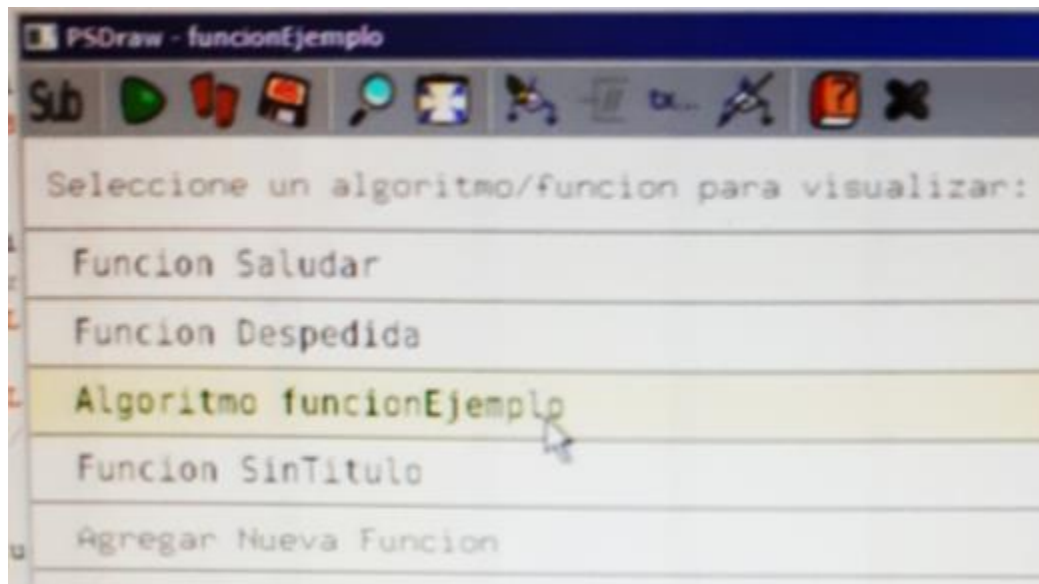 PSDraw - funcionEjemplo
Sub
Seleccione un algoritmo/funcion para visualizar:
Funcion Saludar
Funcion Despedida
Algoritmo funcionEjemplo
Funcion SinTitulo
Agregar Nueva Funcion